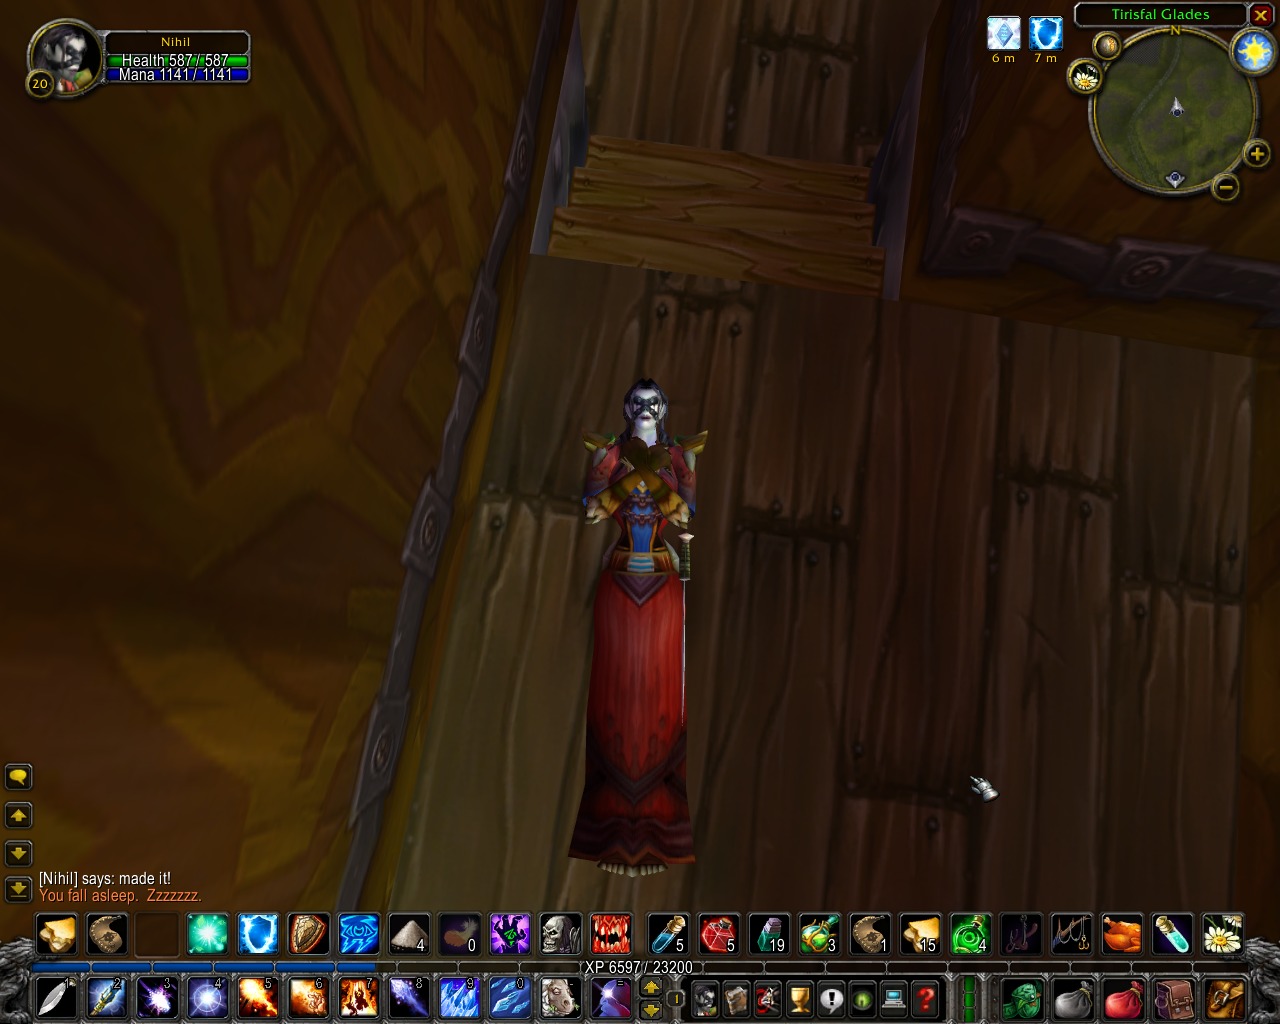 Nihil
Health 587 / 587
Mana 1141 / 1141
20
6 m
7 m
Tirisfal Glades
N
[Nihil] says: made it!
You fall asleep. Zzzzzzz.
4
0
5
5
19
3
1
15
4
XP 6597 / 23200
1
2
3
4
5
6
7
8
9
0
=
1